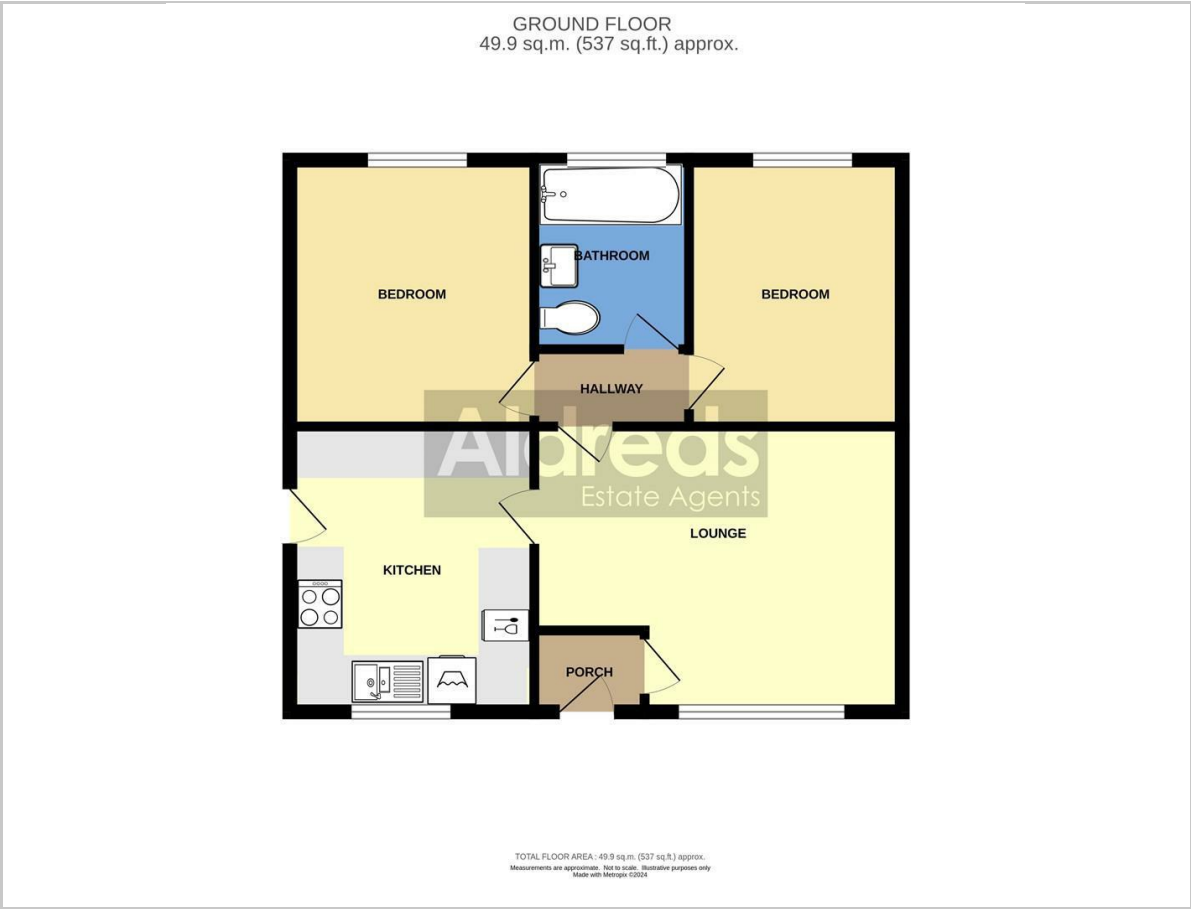 GROUND FLOOR
49.9 sq.m. (537 sq.ft.) approx.
BATHROOM
BEDROOM
BEDROOM
HALLWAY
Aldreds
Estate Agents
LOUNGE
KITCHEN
PORCH
TOTAL FLOOR AREA : 49.9 sq.m. (537 sq.ft.) approx.
Measurements are approximate. Not to scale. Illustrative purposes only
Made with Metropix ©2024